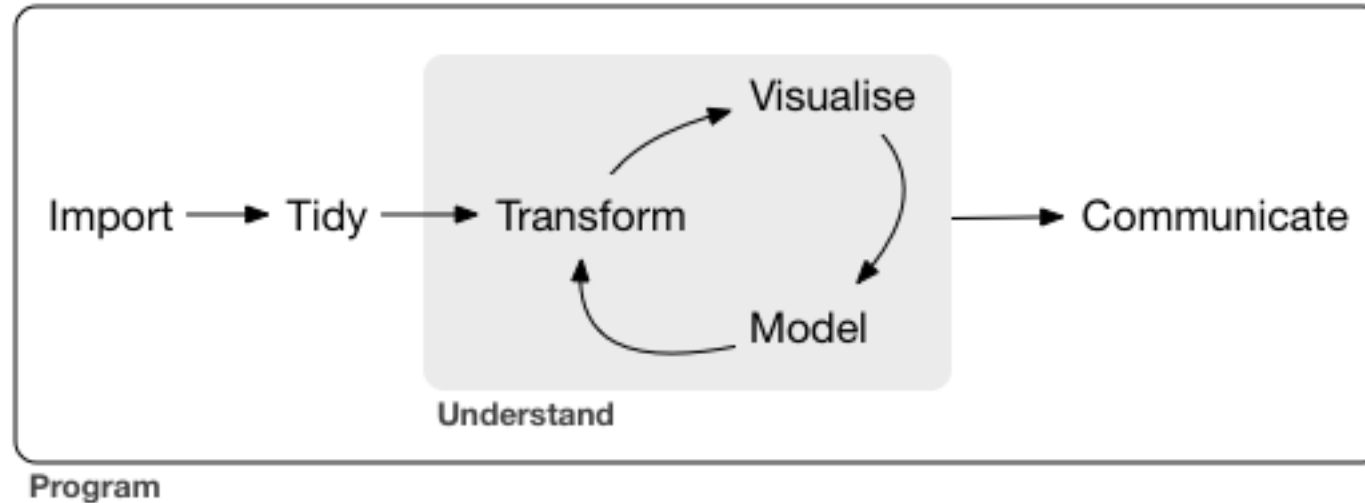 Visualise
Import
Tidy
Transform
Communicate
Model
Understand
Program